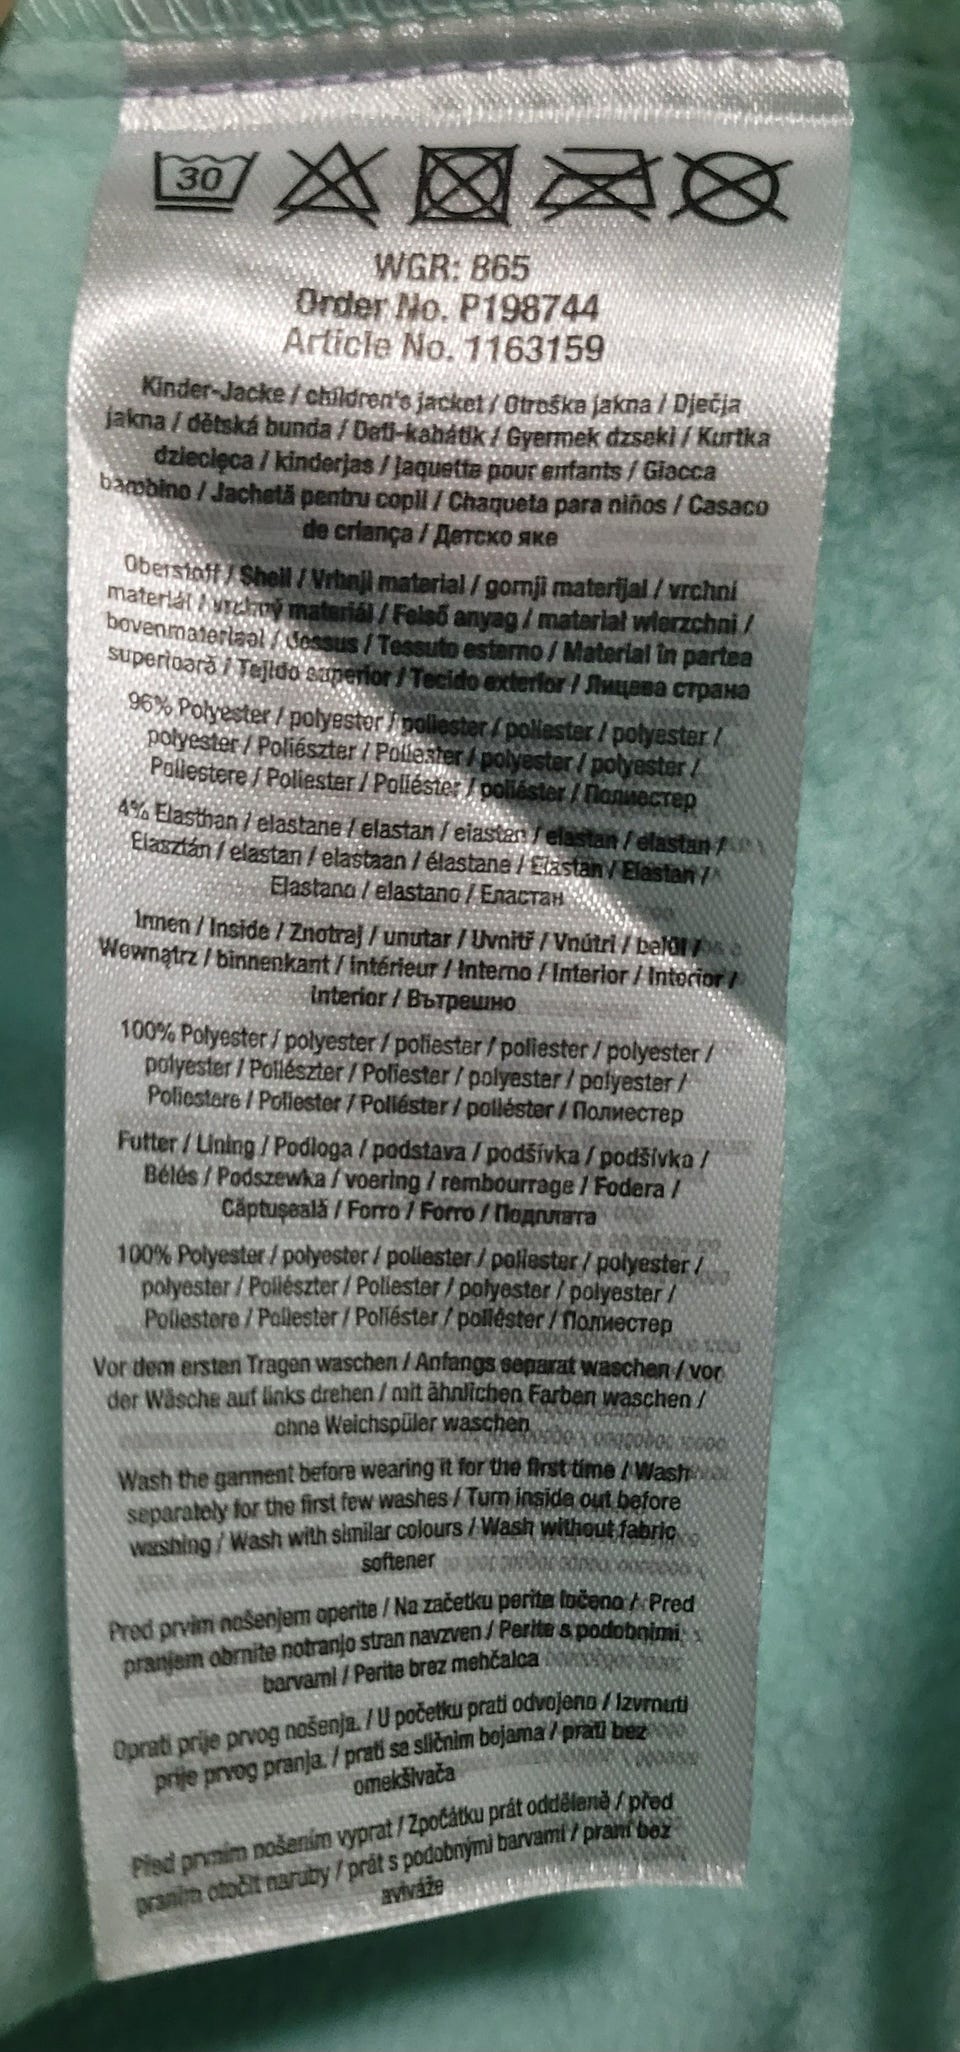 30
WGR: 865
Order No. P198744
Article No. 1163159
Kinder-Jacke / children's jacket / Otroška jakna / Dječja
jakna / dětská bunda / Deti-kabátik / Gyermek dzseki / Kurtka
dziecięca / kinderjas / jaquette pour enfants / Giacca
bambino / Jachetă pentru copii / Chaqueta para niños / Casaco
de criança / Детско яке
Oberstoff / Shell / Vrhnji material / gornji materijal / vrchni
materiál / vrchný materiál / Felső anyag / materiał wierzchni /
bovenmateriaal / dessus / Tessuto esterno / Material în partea
superioară / Tejido superior / Tecido exterior / Лицева страна
96% Polyester / polyester / poliester / poliester / polyester /
polyester / Poliészter / Poliester / polyester / polyester /
Poliestere / Poliester / Poliéster / poliéster / Полиестер
4% Elasthan / elastane / elastan / elastan / elastan / elastan /
Elasztán / elastan / elastaan / élastane / Elastan / Elastan /
Elastano / elastano / Еластан
Innen / Inside / Znotraj / unutar / Uvnitř / Vnútri / belül /
Wewnątrz / binnenkant / intérieur / Interno / Interior / Interior /
interior / Вътрешно
100% Polyester / polyester / poliester / poliester / polyester /
polyester / Poliészter / Poliester / polyester / polyester /
Poliestere / Poliester / Poliéster / poliéster / Полиестер
Futter / Lining / Podloga / podstava / podšívka / podšívka /
Bélés / Podszewka / voering / rembourrage / Fodera /
Căptuşeală / Forro / Forro / Подплата
100% Polyester / polyester / poliester / poliester / polyester /
polyester / Poliészter / Poliester / polyester / polyester /
Poliestere / Poliester / Poliéster / poliéster / Полиестер
Vor dem ersten Tragen waschen / Anfangs separat waschen / vor
der Wäsche auf links drehen / mit ähnlichen Farben waschen /
ohne Weichspüler waschen
Wash the garment before wearing it for the first time / Wash
separately for the first few washes / Turn inside out before
washing / Wash with similar colours / Wash without fabric
softener
Pred prvim nošenjem operite / Na začetku perite ločeno / Pred
pranjem obrnite notranjo stran navzven / Perite s podobnimi
barvami / Perite brez mehčalca
Oprati prije prvog nošenja. / U početku prati odvojeno / Izvrnuti
prije prvog pranja. / prati sa sličnim bojama / prati bez
omekšivača
Před prvním nošením vyprat / Zpočátku prát odděleně / před
praním otočit naruby / prát s podobnými barvami / praní bez
aviváže